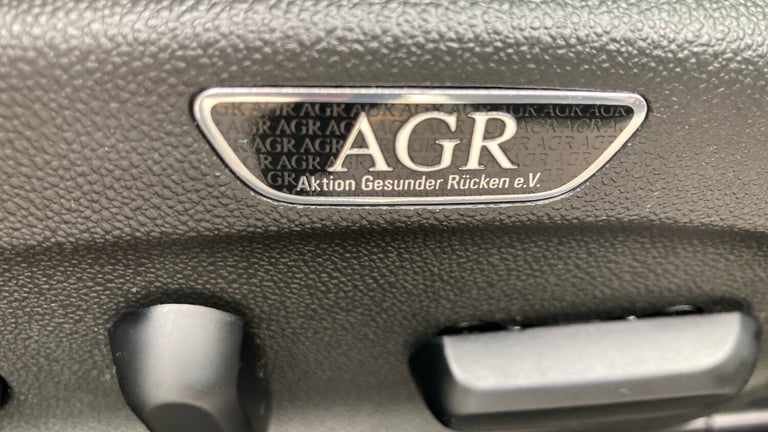 AGR
Aktion Gesunder Rücken e.V.